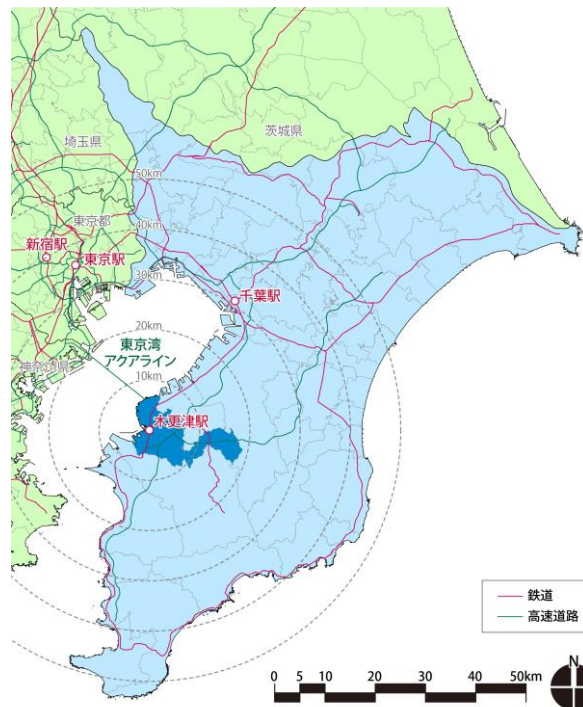 茨城県
埼玉県
50km
東京都
40km
新宿駅
東京駅
30km
千葉駅
20km
東京湾
アクアライン
神奈川県
10km
木更津駅
鉄道
高速道路
N
0 5 10 20 30 40 50km